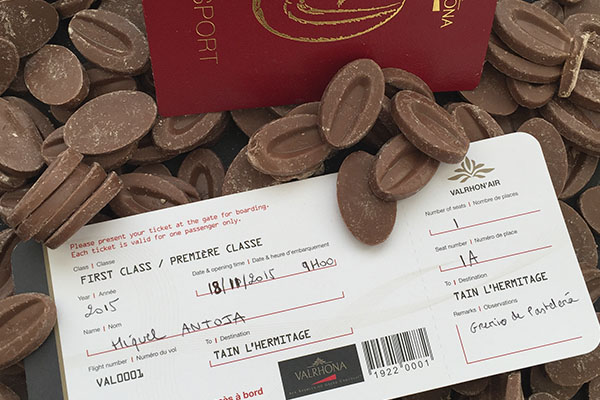 SPORT
RHÔNA
VALRHON'AIR
Please present your ticket at the gate for boarding.
Each ticket is valid for one passenger only.
Class | Classe
FIRST CLASS / PREMIÈRE CLASSE
Year | Année
2015
Date & opening time | Date & heure d'embarquement
18/11/2015 9H00
Name | Nom
Miquel ANTOJA
Flight number | Numéro du vol
VAL0001
To | Destination
TAIN L'HERMITAGE
ès à bord
VALRHONA
1922 0001
Number of seats | Nombre de places
1
Seat number | Numéro de place
1A
To | Destination
TAIN L'HERMITAGE
Remarks | Observations
Gremio de Pastelería